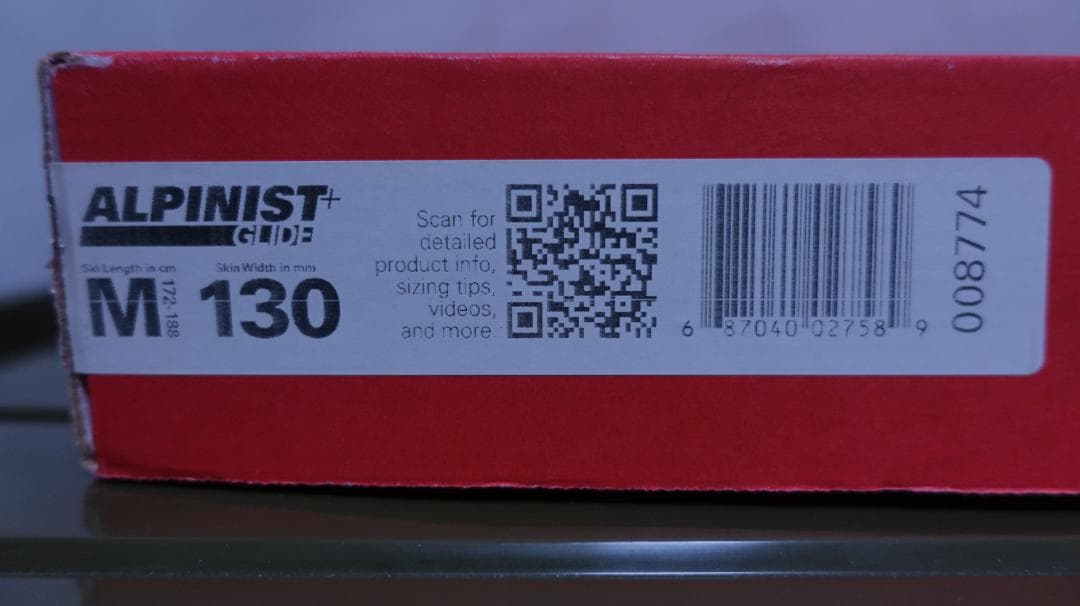 ALPINIST+
GLIDE
Ski Length in cm
Skin Width in mm
M
172-188
130
Scan for
detailed
product info,
sizing tips,
videos,
and more.
6 87040 02758 9
008774